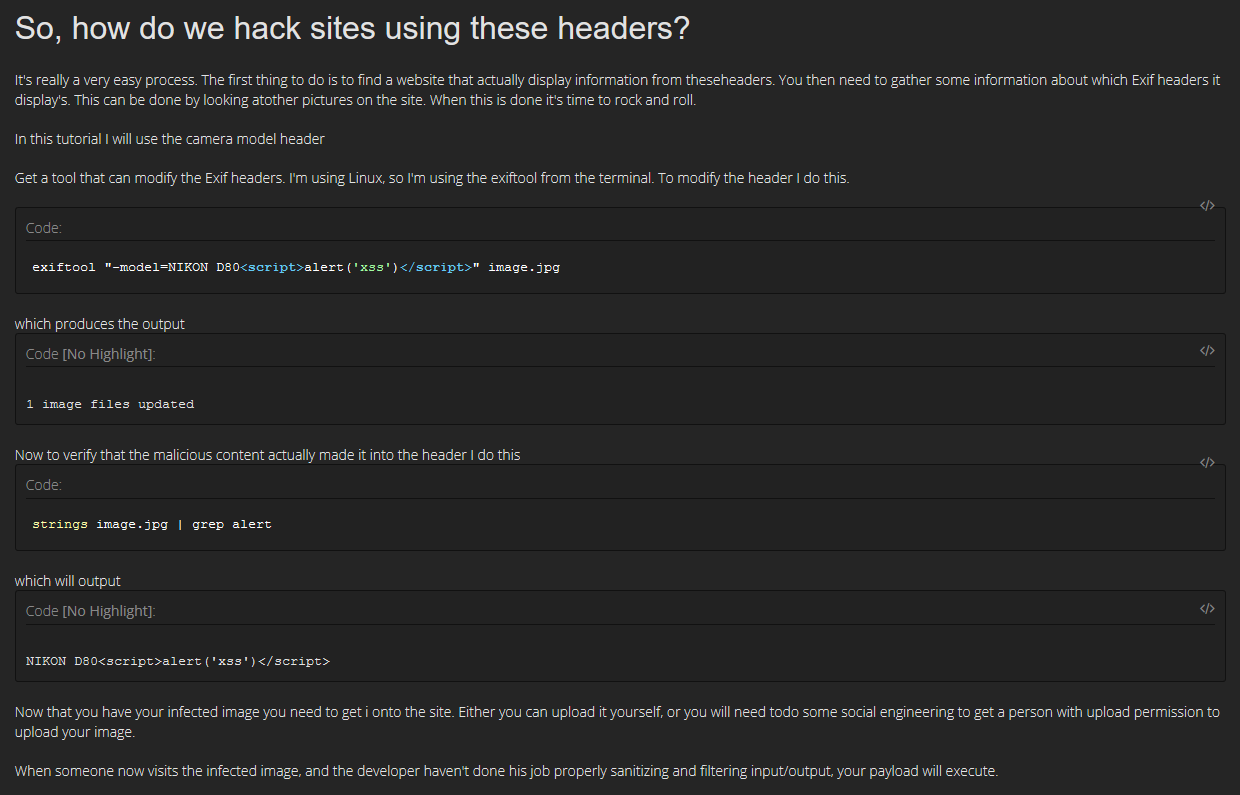 So, how do we hack sites using these headers?
It's really a very easy process. The first thing to do is to find a website that actually display information from theseheaders. You then need to gather some information about which Exif headers it
display's. This can be done by looking atother pictures on the site. When this is done it's time to rock and roll.
In this tutorial I will use the camera model header
Get a tool that can modify the Exif headers. I'm using Linux, so I'm using the exiftool from the terminal. To modify the header I do this.
</>
Code:
exiftool "-model=NIKON D80<script>alert('xss')</script>" image.jpg
which produces the output
Code [No Highlight]:
</>
1 image files updated
Now to verify that the malicious content actually made it into the header I do this
</>
Code:
strings image.jpg | grep alert
which will output
Code [No Highlight]:
</>
NIKON D80<script>alert('xss')</script>
Now that you have your infected image you need to get i onto the site. Either you can upload it yourself, or you will need todo some social engineering to get a person with upload permission to
upload your image.
When someone now visits the infected image, and the developer haven't done his job properly sanitizing and filtering input/output, your payload will execute.